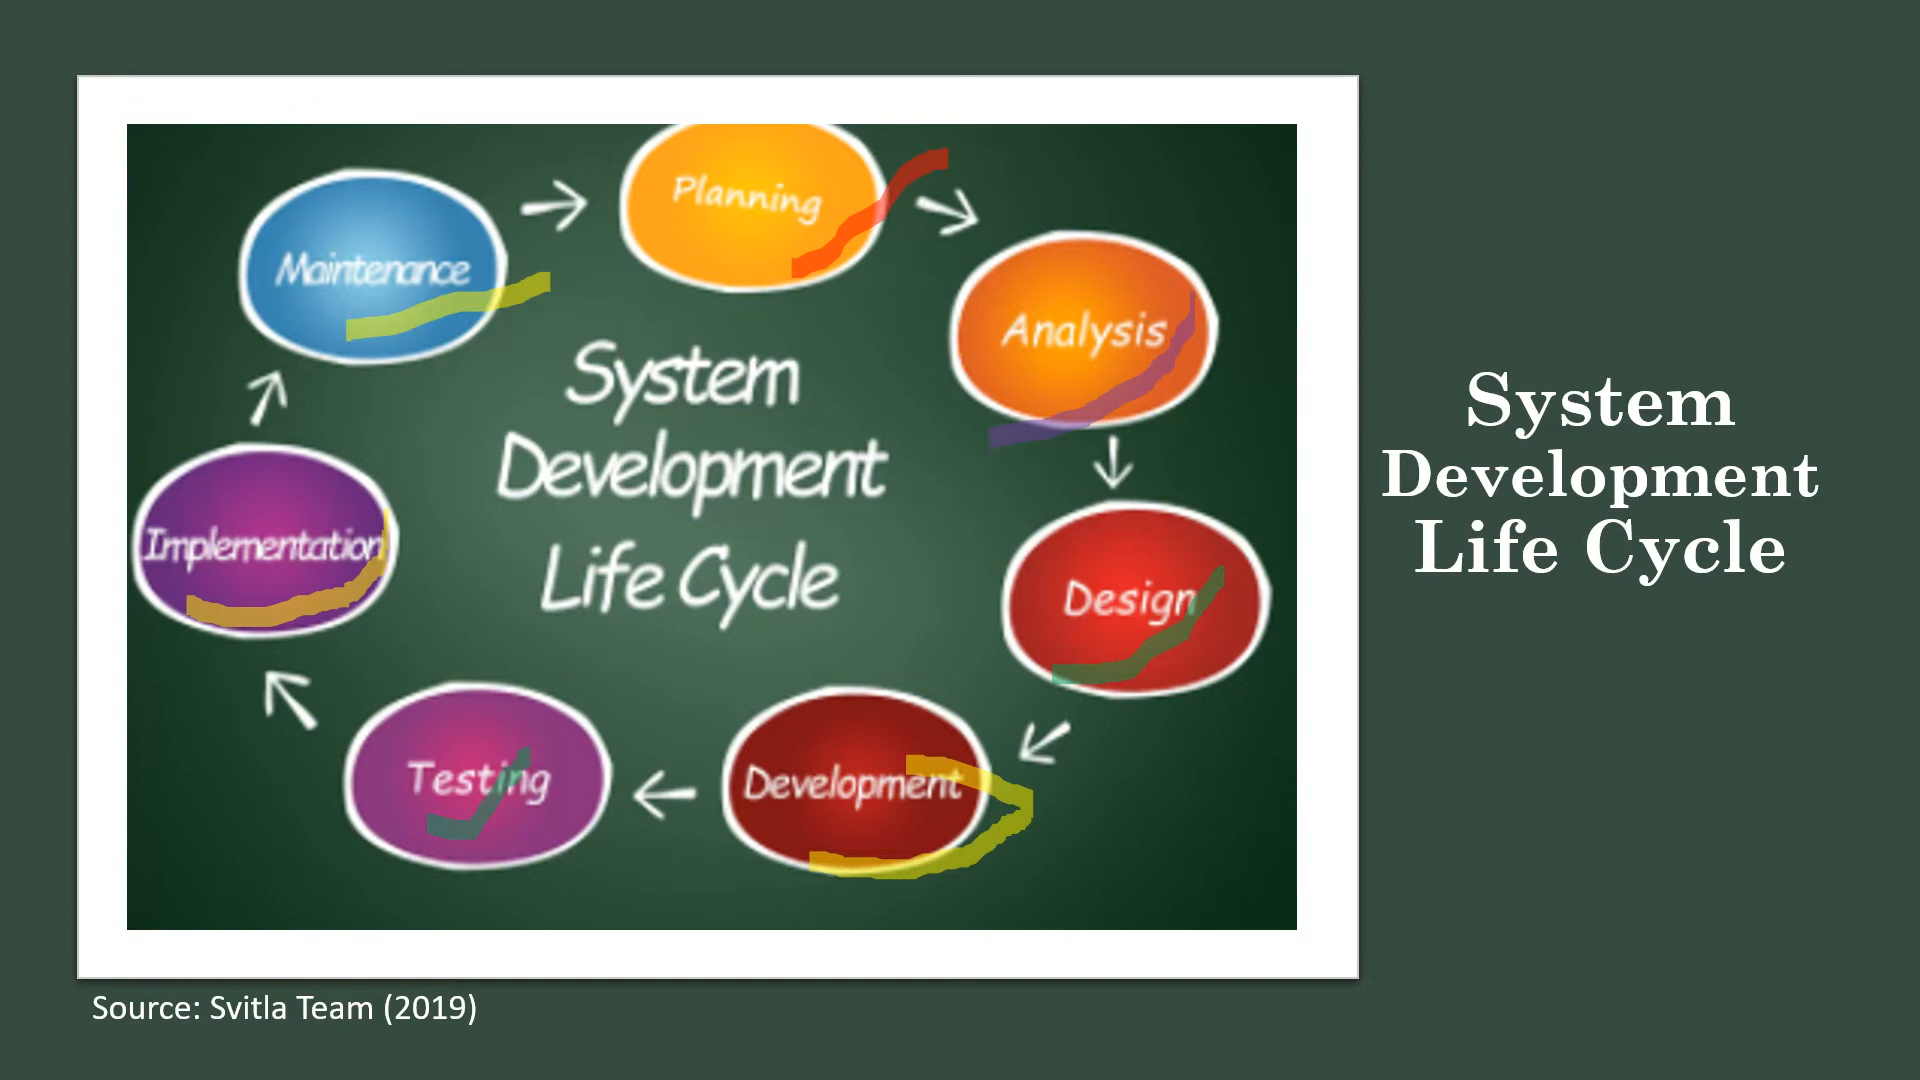 Planning
Maintenance
Analysis
System
Development
Life Cycle
Implementation
Design
Testing
Development
System
Development
Life Cycle
Source: Svitla Team (2019)